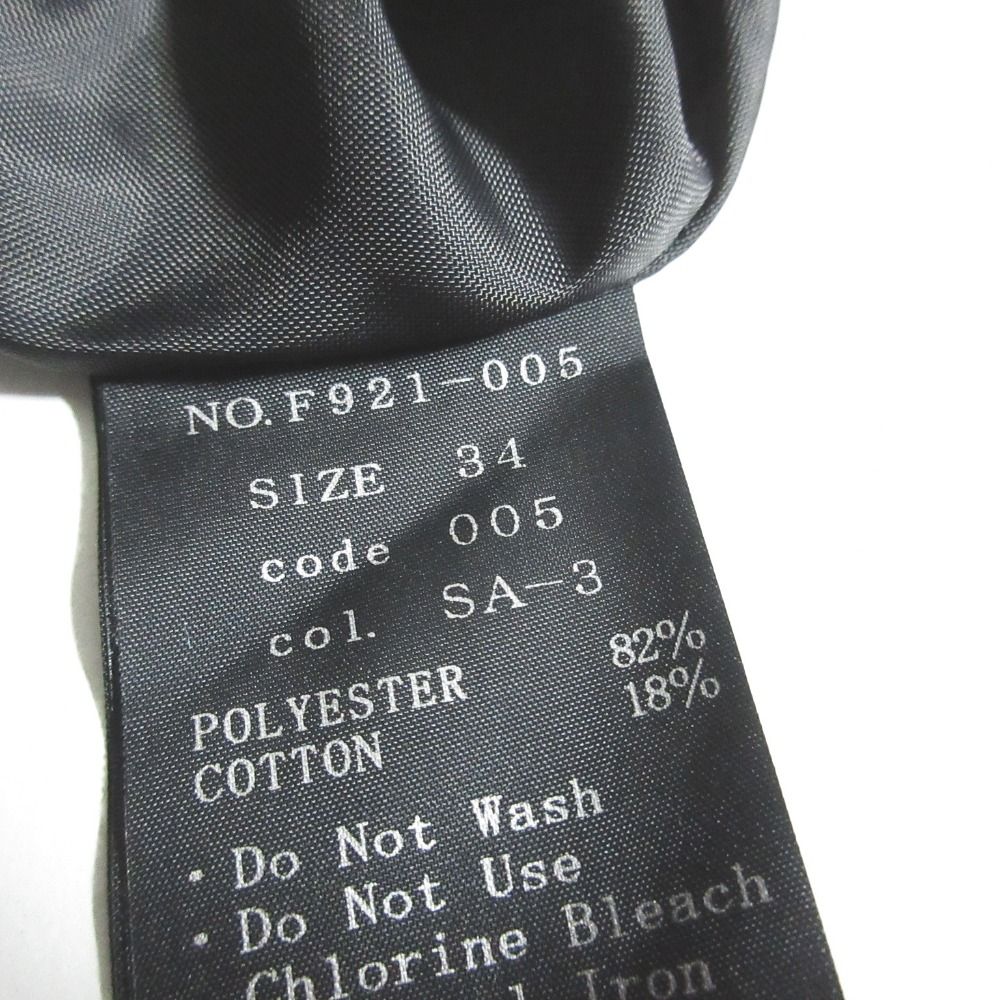 NO.F921-005
SIZE 34
code 005
col. SA-3
POLYESTER 82%
COTTON 18%
・Do Not Wash
・Do Not Use
Chlorine Bleach
Iron